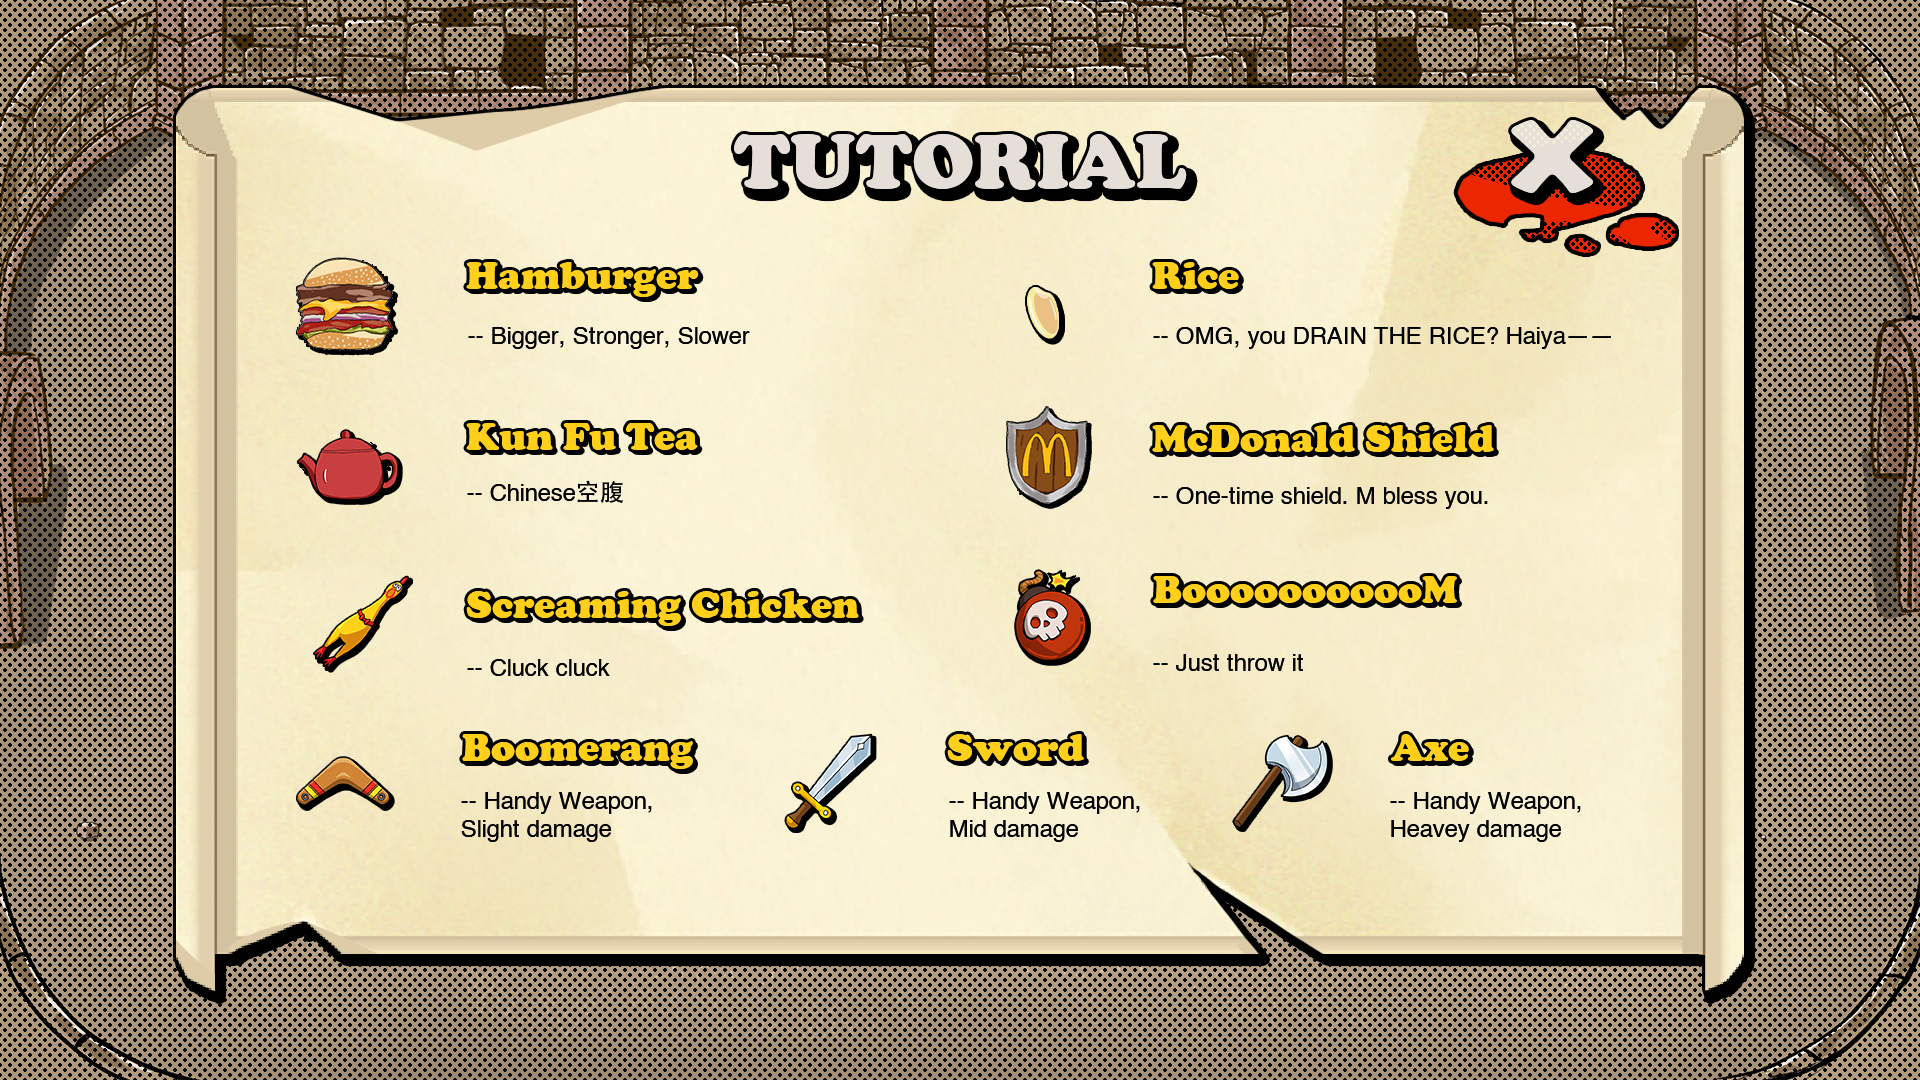 TUTORIAL
X
Hamburger
-- Bigger, Stronger, Slower
Rice
-- OMG, you DRAIN THE RICE? Haiya——
Kun Fu Tea
-- Chinese空腹
M
McDonald Shield
-- One-time shield. M bless you.
Screaming Chicken
-- Cluck cluck
BoooooooooooM
-- Just throw it
Boomerang
-- Handy Weapon,
Slight damage
Sword
-- Handy Weapon,
Mid damage
Axe
-- Handy Weapon,
Heavey damage